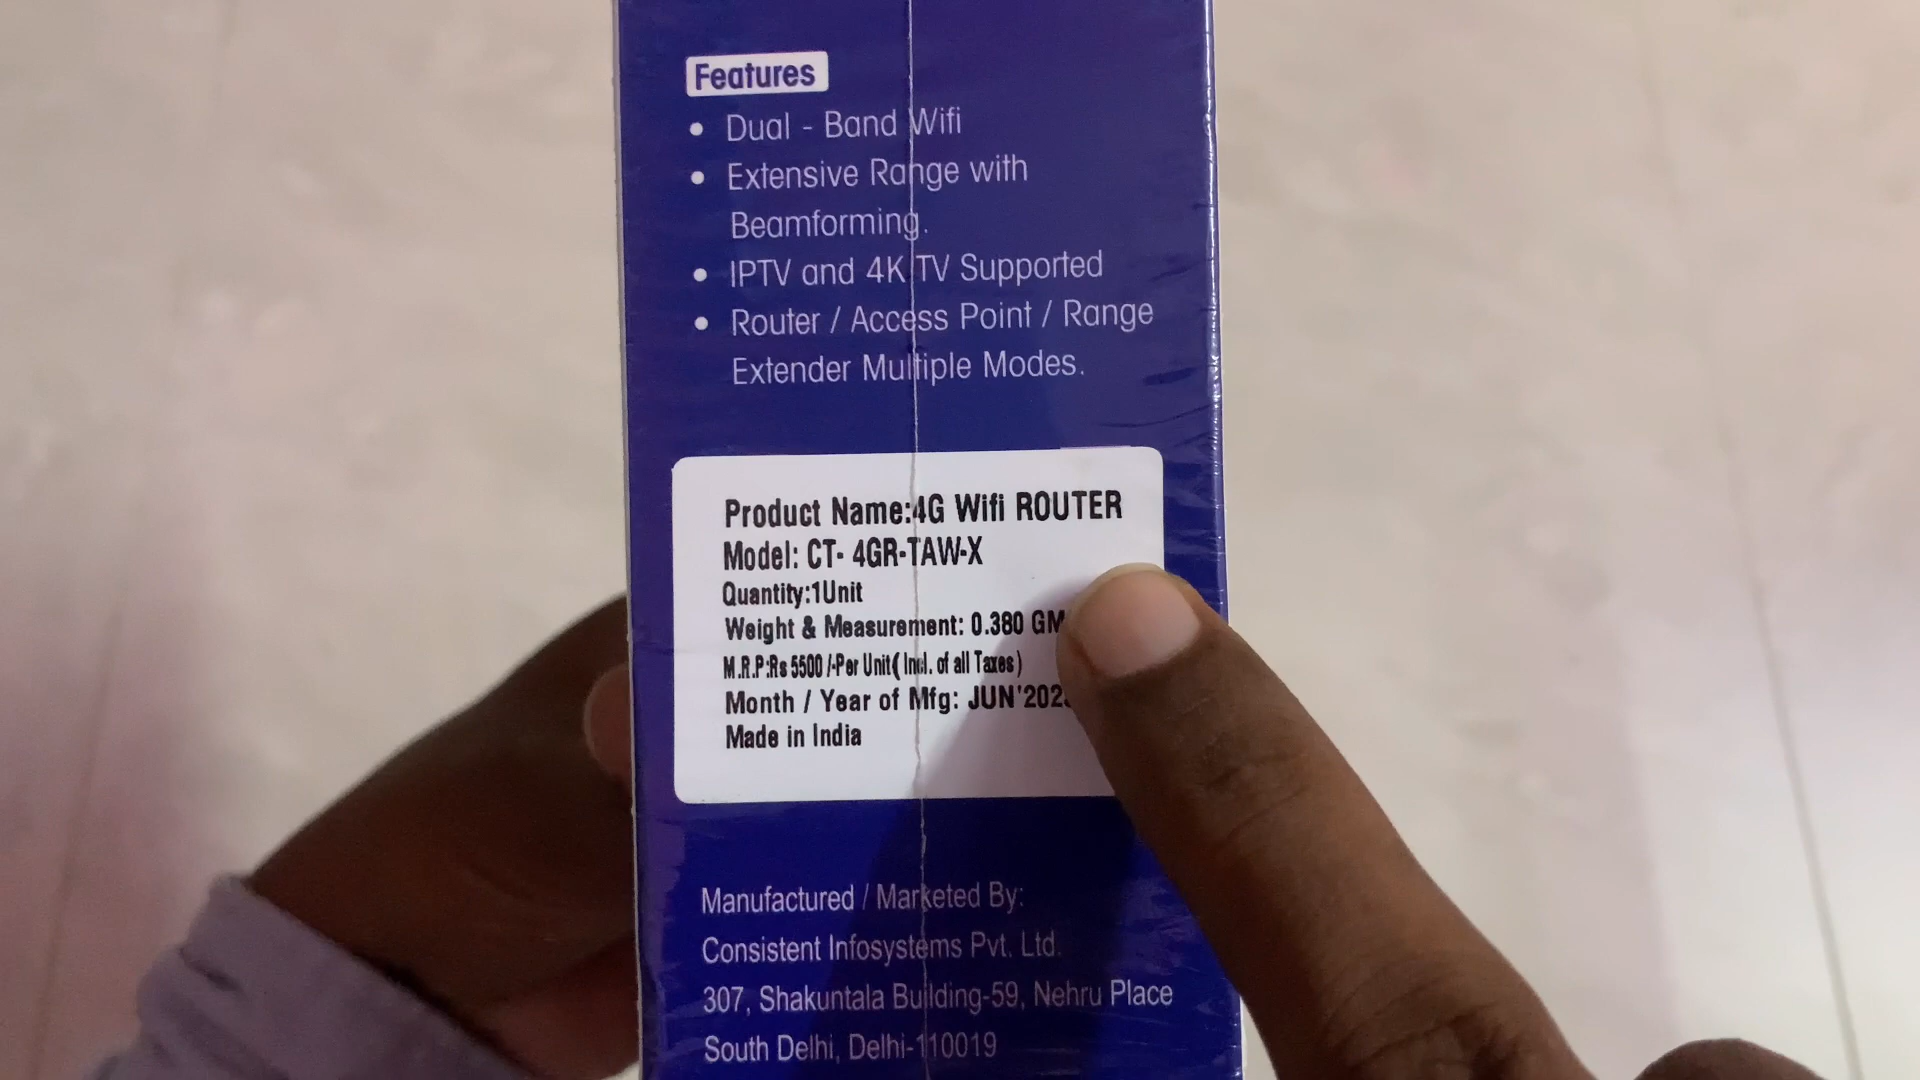 Features
• Dual - Band Wifi
• Extensive Range with
Beamforming.
• IPTV and 4K TV Supported
• Router / Access Point / Range
Extender Multiple Modes.
Product Name:4G Wifi ROUTER
Model: CT- 4GR-TAW-X
Quantity:1Unit
Weight & Measurement: 0.380 GM
M.R.P:Rs 5500 /-Per Unit( Incl. of all Taxes)
Month / Year of Mfg: JUN'202
Made in India
Manufactured / Marketed By:
Consistent Infosystems Pvt. Ltd.
307, Shakuntala Building-59, Nehru Place
South Delhi, Delhi-110019